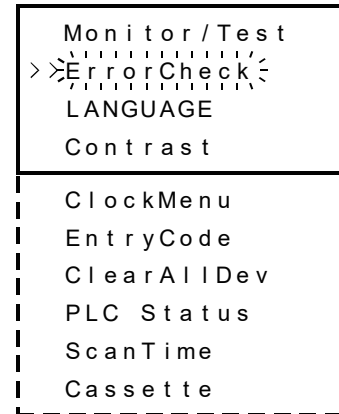 Monitor/Test
>>ErrorCheck
LANGUAGE
Contrast
ClockMenu
EntryCode
ClearAllDev
PLC Status
ScanTime
Cassette